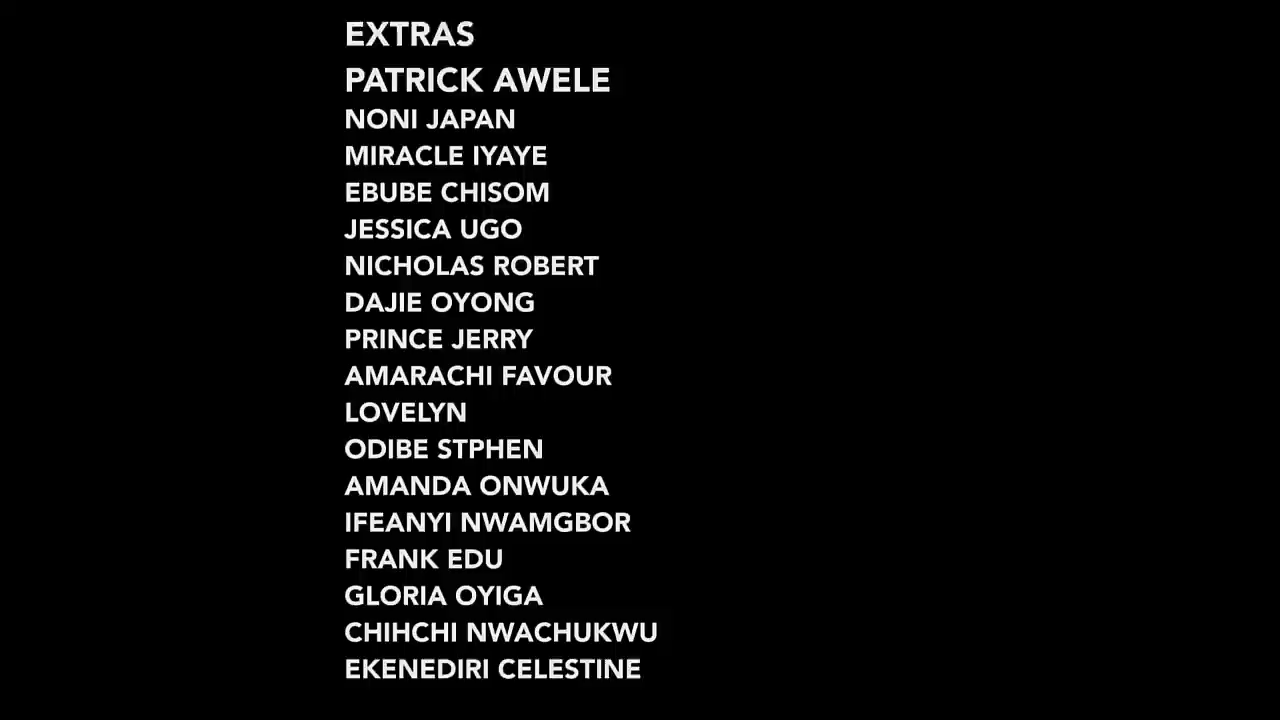 EXTRAS
PATRICK AWELE
NONI JAPAN
MIRACLE IYAYE
EBUBE CHISOM
JESSICA UGO
NICHOLAS ROBERT
DAJIE OYONG
PRINCE JERRY
AMARACHI FAVOUR
LOVELYN
ODIBE STPHEN
AMANDA ONWUKA
IFEANYI NWAMGBOR
FRANK EDU
GLORIA OYIGA
CHIHCHI NWACHUKWU
EKENEDIRI CELESTINE